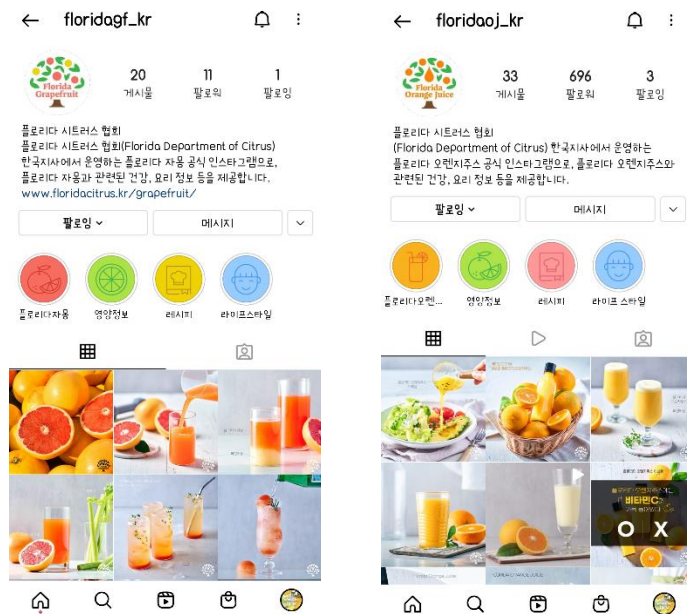 floridagf_kr
Florida
Grapefruit
20
11
1
게시물
팔로워
팔로잉
플로리다 시트러스 협회
플로리다 시트러스 협회(Florida Department of Citrus)
한국지사에서 운영하는 플로리다 자몽 공식 인스타그램으로,
플로리다 자몽과 관련된 건강, 요리 정보 등을 제공합니다.
www.floridacitrus.kr/grapefruit/
팔로잉
메시지
플로리다자몽
영양정보
레시피
라이프스타일
floridaoj_kr
Florida
Orange Juice
33
696
3
게시물
팔로워
팔로잉
플로리다 시트러스 협회
(Florida Department of Citrus) 한국지사에서 운영하는
플로리다 오렌지주스 공식 인스타그램으로, 플로리다 오렌지주스와
관련된 건강, 요리 정보 등을 제공합니다.
팔로잉
메시지
플로리다오렌...
영양정보
레시피
라이프 스타일
비타민C
O X